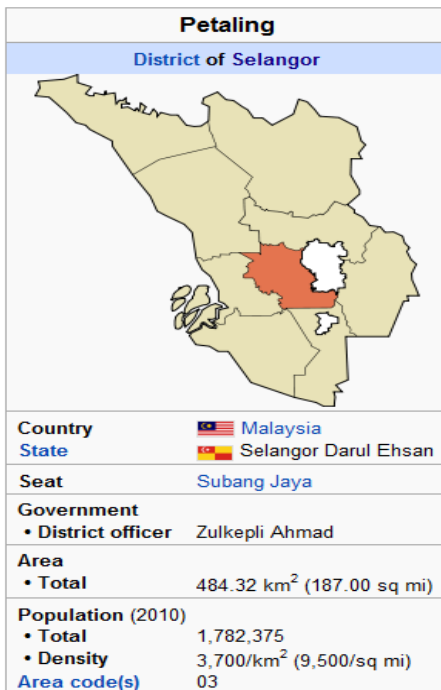 Petaling
District of Selangor
Country Malaysia
State Selangor Darul Ehsan
Seat Subang Jaya
Government
• District officer Zulkepli Ahmad
Area
• Total 484.32 km² (187.00 sq mi)
Population (2010)
• Total 1,782,375
• Density 3,700/km² (9,500/sq mi)
Area code(s) 03